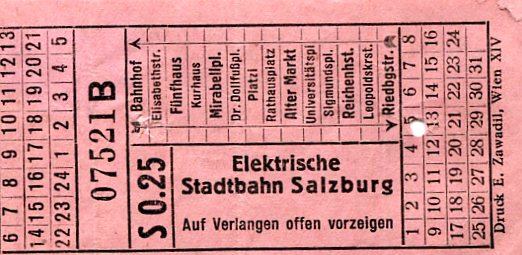 6 7 8 9 10 11 12 13
14 15 16 17 18 19 20 21
22 23 24 1 2 3 4 5
07521 B
Bahnhof
Elisabethstr.
Fünfhaus
Kurhaus
Mirabellpl.
Dr. Dollfußpl.
Platzl
Rathausplatz
Alter Markt
Universitätspl
Sigmundspl.
Reichenhst.
Leopoldskrst.
Riedbgstr.
S 0.25
Elektrische
Stadtbahn Salzburg
Auf Verlangen offen vorzeigen
1 2 3 4 5 6 7 8
9 10 11 12 13 14 15 16
17 18 19 20 21 22 23 24
25 26 27 28 29 30 31
Druck E. Zawadil, Wien XIV